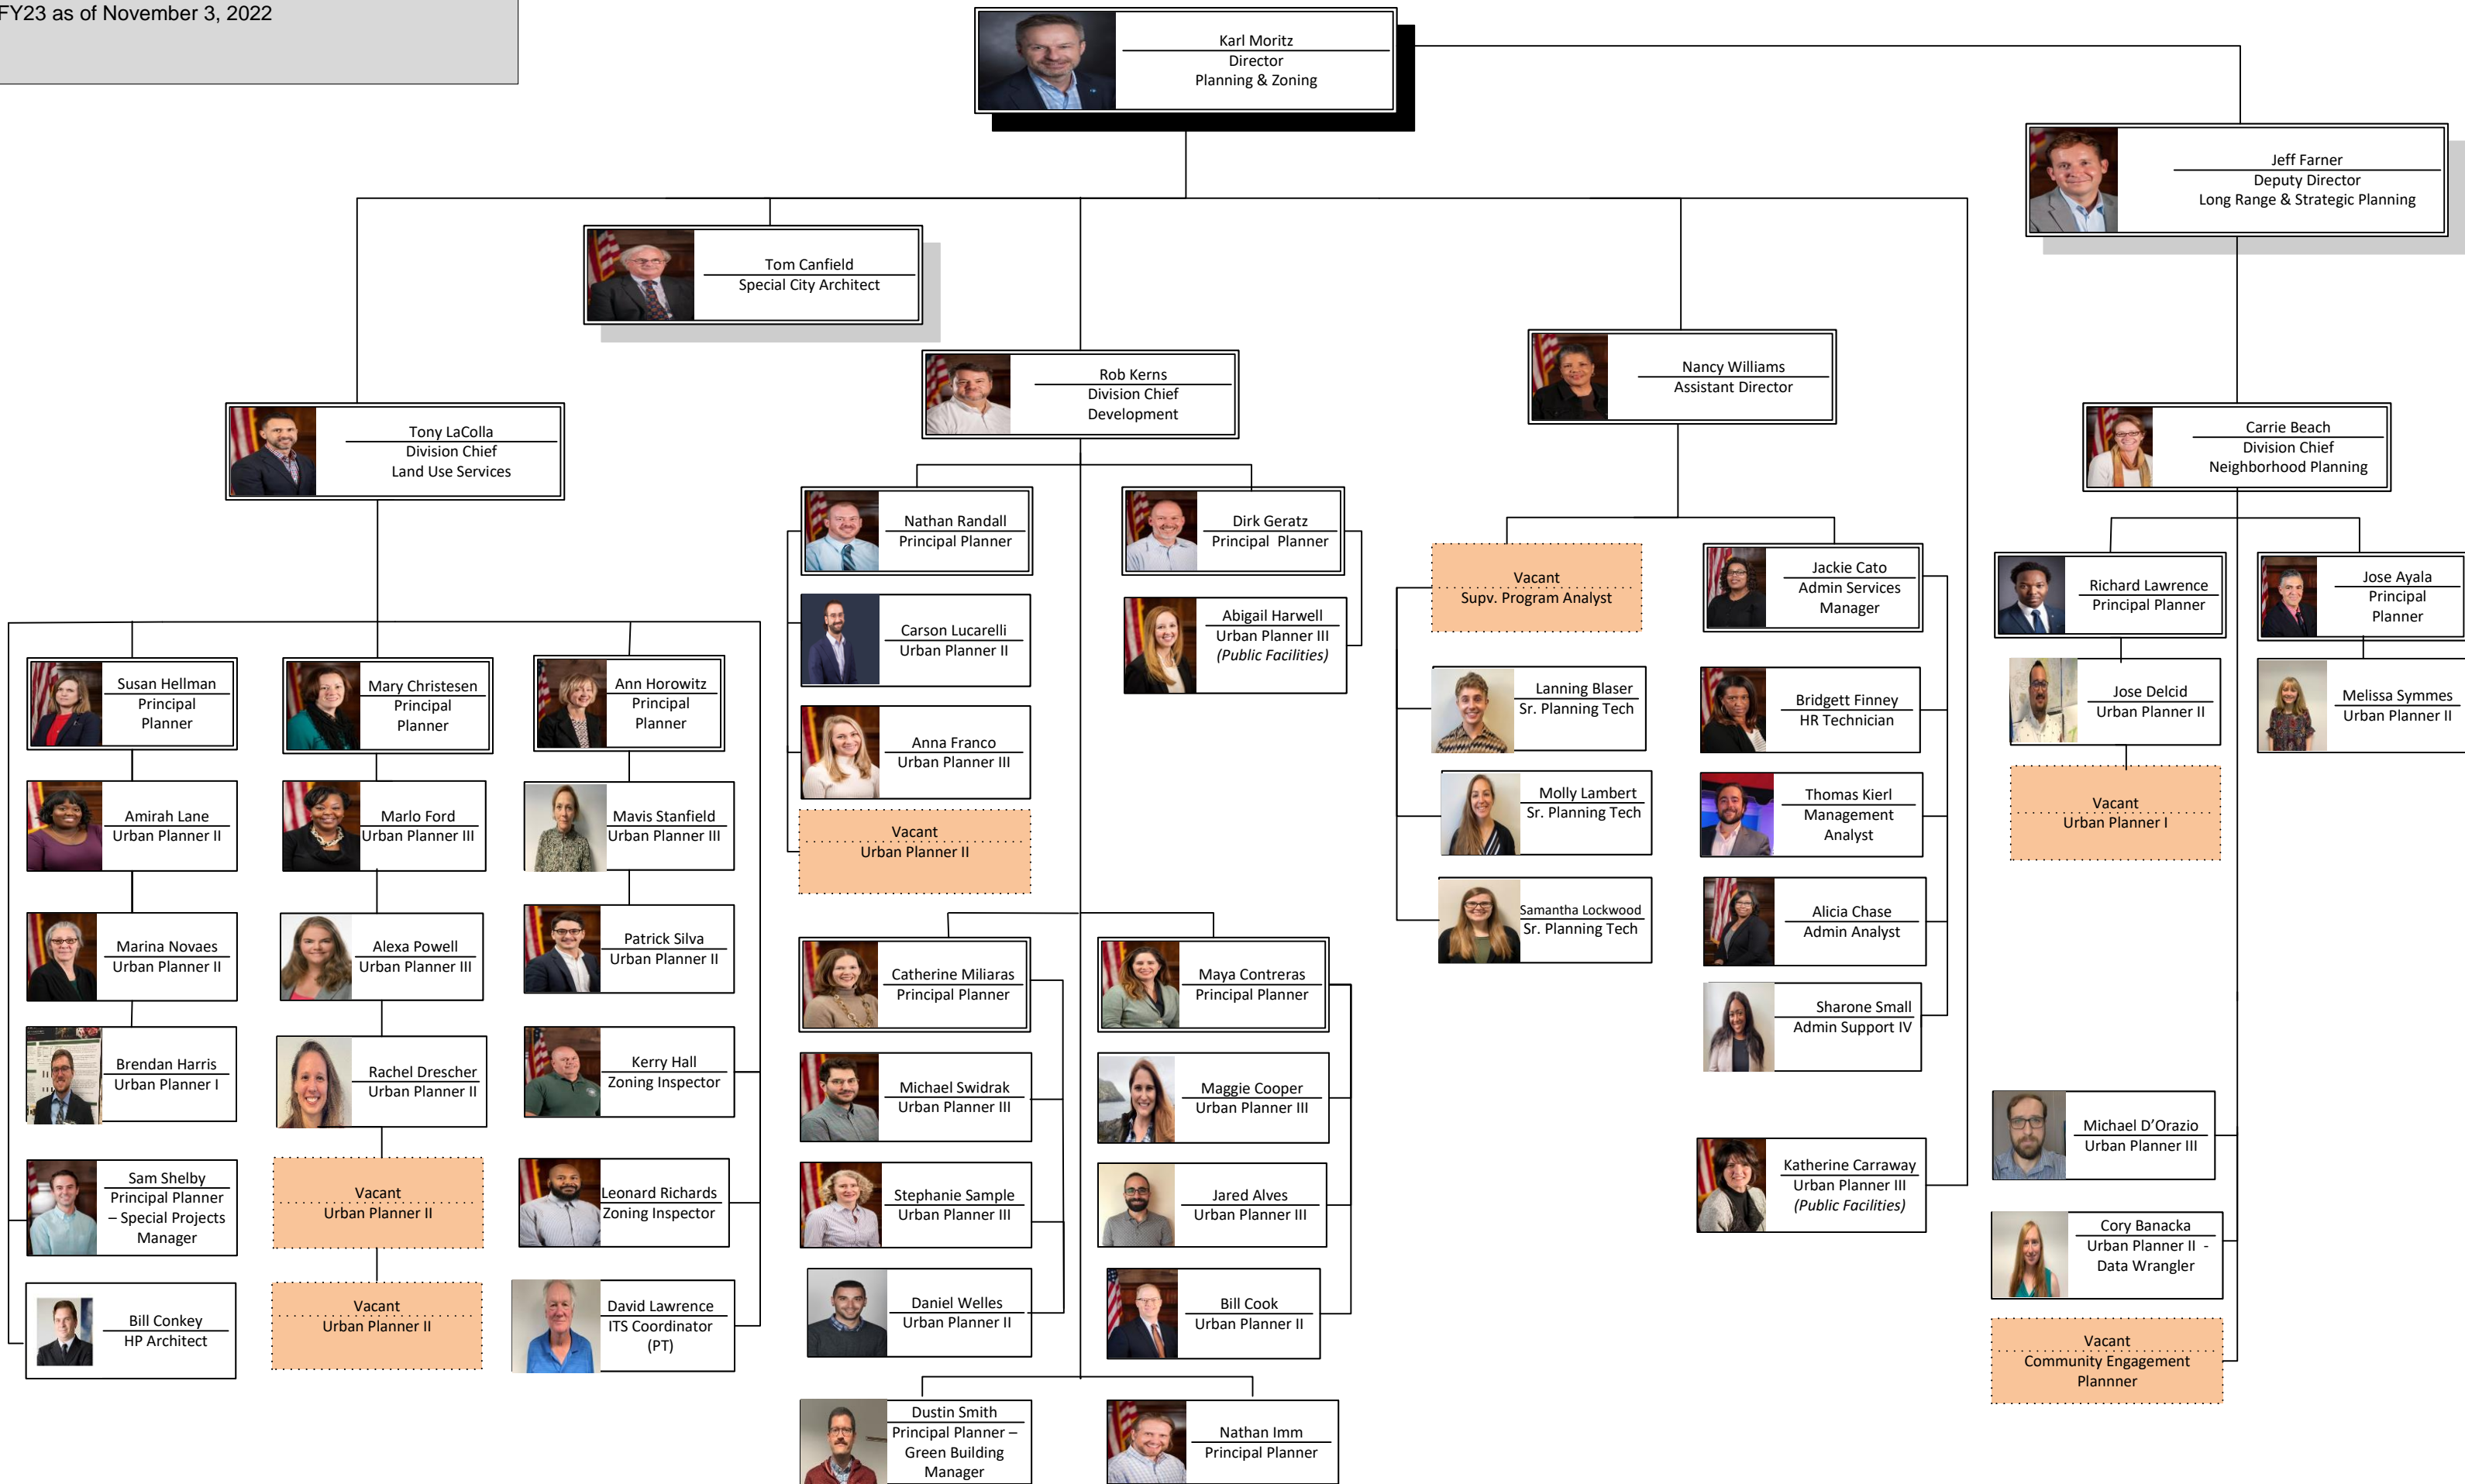 FY23 as of November 3, 2022
Karl Moritz
Director
Planning & Zoning
Jeff Farner
Deputy Director
Long Range & Strategic Planning
Tom Canfield
Special City Architect
Rob Kerns
Division Chief
Development
Nancy Williams
Assistant Director
Tony LaColla
Division Chief
Land Use Services
Carrie Beach
Division Chief
Neighborhood Planning
Susan Hellman
Principal
Planner
Amirah Lane
Urban Planner II
Marina Novaes
Urban Planner II
Brendan Harris
Urban Planner I
Sam Shelby
Principal Planner
– Special Projects
Manager
Bill Conkey
HP Architect
Mary Christesen
Principal
Planner
Marlo Ford
Urban Planner III
Alexa Powell
Urban Planner III
Rachel Drescher
Urban Planner II
Vacant
Urban Planner II
Vacant
Urban Planner II
Ann Horowitz
Principal
Planner
Mavis Stanfield
Urban Planner III
Patrick Silva
Urban Planner II
Kerry Hall
Zoning Inspector
Leonard Richards
Zoning Inspector
David Lawrence
ITS Coordinator
(PT)
Nathan Randall
Principal Planner
Carson Lucarelli
Urban Planner II
Anna Franco
Urban Planner III
Vacant
Urban Planner II
Dirk Geratz
Principal Planner
Abigail Harwell
Urban Planner III
(Public Facilities)
Catherine Miliaras
Principal Planner
Michael Swidrak
Urban Planner III
Stephanie Sample
Urban Planner III
Daniel Welles
Urban Planner II
Maya Contreras
Principal Planner
Maggie Cooper
Urban Planner III
Jared Alves
Urban Planner III
Bill Cook
Urban Planner II
Dustin Smith
Principal Planner –
Green Building
Manager
Nathan Imm
Principal Planner
Vacant
Supv. Program Analyst
Lanning Blaser
Sr. Planning Tech
Molly Lambert
Sr. Planning Tech
Samantha Lockwood
Sr. Planning Tech
Jackie Cato
Admin Services
Manager
Bridgett Finney
HR Technician
Thomas Kierl
Management
Analyst
Alicia Chase
Admin Analyst
Sharone Small
Admin Support IV
Katherine Carraway
Urban Planner III
(Public Facilities)
Richard Lawrence
Principal Planner
Jose Delcid
Urban Planner II
Vacant
Urban Planner I
Jose Ayala
Principal
Planner
Melissa Symmes
Urban Planner II
Michael D’Orazio
Urban Planner III
Cory Banacka
Urban Planner II -
Data Wrangler
Vacant
Community Engagement
Plannner